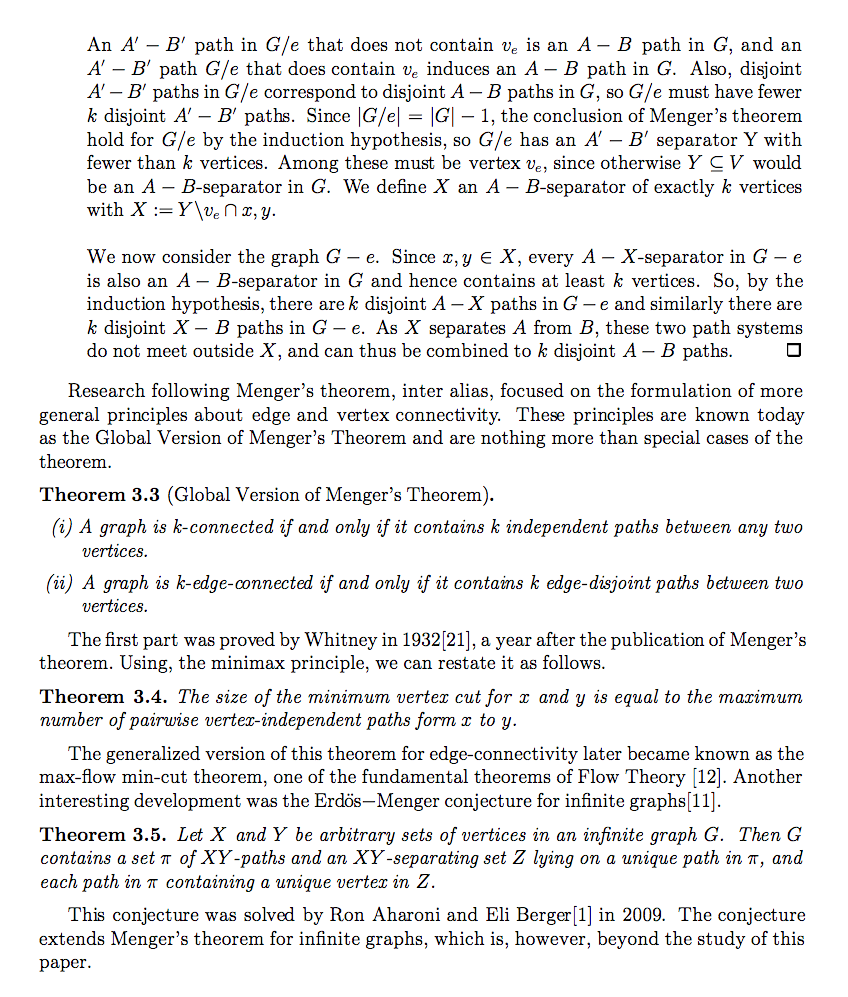 An A′ − B′ path in G/e that does not contain vₑ is an A − B path in G, and an
A′ − B′ path G/e that does contain vₑ induces an A − B path in G. Also, disjoint
A′ − B′ paths in G/e correspond to disjoint A − B paths in G, so G/e must have fewer
k disjoint A′ − B′ paths. Since |G/e| = |G| − 1, the conclusion of Menger's theorem
hold for G/e by the induction hypothesis, so G/e has an A′ − B′ separator Y with
fewer than k vertices. Among these must be vertex vₑ, since otherwise Y ⊆ V would
be an A − B-separator in G. We define X an A − B-separator of exactly k vertices
with X := Y\vₑ ⋂ x, y.
We now consider the graph G − e. Since x, y ∈ X, every A − X-separator in G − e
is also an A − B-separator in G and hence contains at least k vertices. So, by the
induction hypothesis, there are k disjoint A − X paths in G − e and similarly there are
k disjoint X − B paths in G − e. As X separates A from B, these two path systems
do not meet outside X, and can thus be combined to k disjoint A − B paths. □
Research following Menger's theorem, inter alias, focused on the formulation of more
general principles about edge and vertex connectivity. These principles are known today
as the Global Version of Menger's Theorem and are nothing more than special cases of the
theorem.
Theorem 3.3 (Global Version of Menger's Theorem).
(i) A graph is k-connected if and only if it contains k independent paths between any two
vertices.
(ii) A graph is k-edge-connected if and only if it contains k edge-disjoint paths between two
vertices.
The first part was proved by Whitney in 1932[21], a year after the publication of Menger's
theorem. Using, the minimax principle, we can restate it as follows.
Theorem 3.4. The size of the minimum vertex cut for x and y is equal to the maximum
number of pairwise vertex-independent paths form x to y.
The generalized version of this theorem for edge-connectivity later became known as the
max-flow min-cut theorem, one of the fundamental theorems of Flow Theory [12]. Another
interesting development was the Erdös–Menger conjecture for infinite graphs[11].
Theorem 3.5. Let X and Y be arbitrary sets of vertices in an infinite graph G. Then G
contains a set π of XY-paths and an XY-separating set Z lying on a unique path in π, and
each path in π containing a unique vertex in Z.
This conjecture was solved by Ron Aharoni and Eli Berger[1] in 2009. The conjecture
extends Menger's theorem for infinite graphs, which is, however, beyond the study of this
paper.